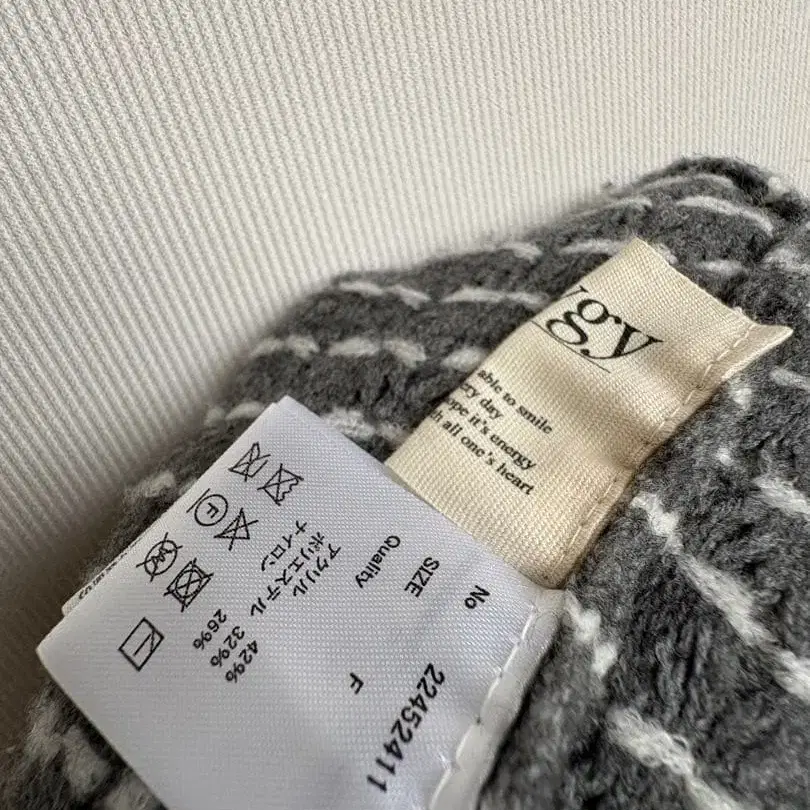 gy
able to smile
ery day
ope it's energy
th all one's heart
No 22452411
SIZE F
Quality
アクリル 42%
ポリエステル 32%
ナイロン 26%
F